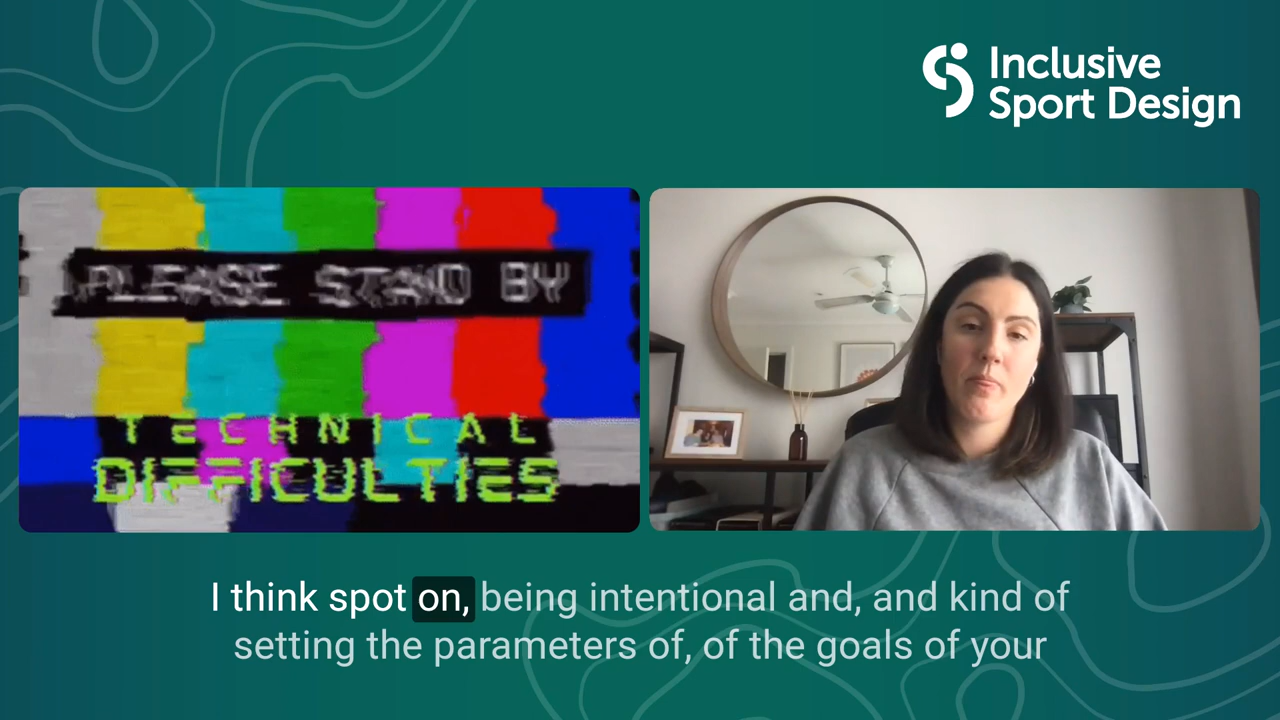 Inclusive
Sport Design
PLEASE STAND BY
TECHNICAL
DIFFICULTIES
I think spot on, being intentional and, and kind of
setting the parameters of, of the goals of your